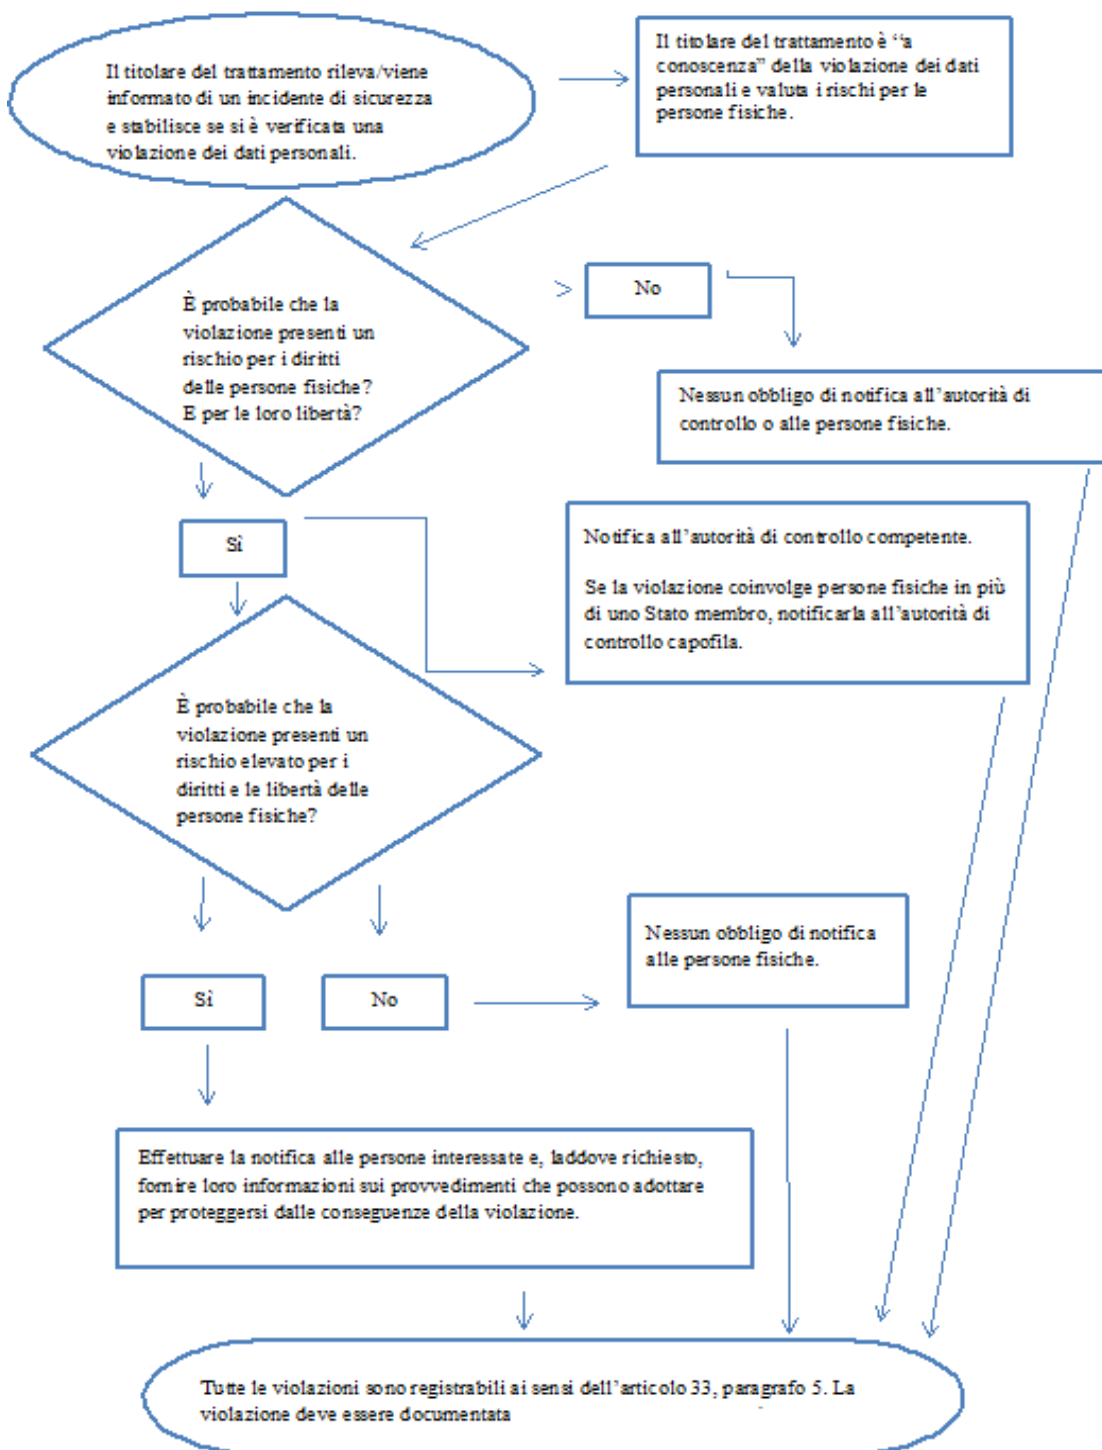 Il titolare del trattamento rileva/viene
informato di un incidente di sicurezza
e stabilisce se si è verificata una
violazione dei dati personali.
Il titolare del trattamento è “a
conoscenza” della violazione dei dati
personali e valuta i rischi per le
persone fisiche.
È probabile che la
violazione presenti un
rischio per i diritti
delle persone fisiche?
E per le loro libertà?
No
Nessun obbligo di notifica all’autorità di
controllo o alle persone fisiche.
Sì
Notifica all’autorità di controllo competente.
Se la violazione coinvolge persone fisiche in più
di uno Stato membro, notificarla all’autorità di
controllo capofila.
È probabile che la
violazione presenti un
rischio elevato per i
diritti e le libertà delle
persone fisiche?
Sì
No
Nessun obbligo di notifica
alle persone fisiche.
Effettuare la notifica alle persone interessate e, laddove richiesto,
fornire loro informazioni sui provvedimenti che possono adottare
per proteggersi dalle conseguenze della violazione.
Tutte le violazioni sono registrabili ai sensi dell’articolo 33, paragrafo 5. La
violazione deve essere documentata